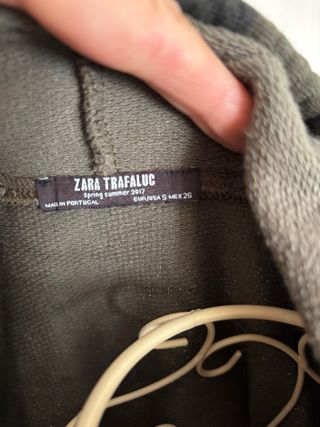 ZARA TRAFALUC
spring summer 2017
MADE IN PORTUGAL EUR/USA S MEX 26